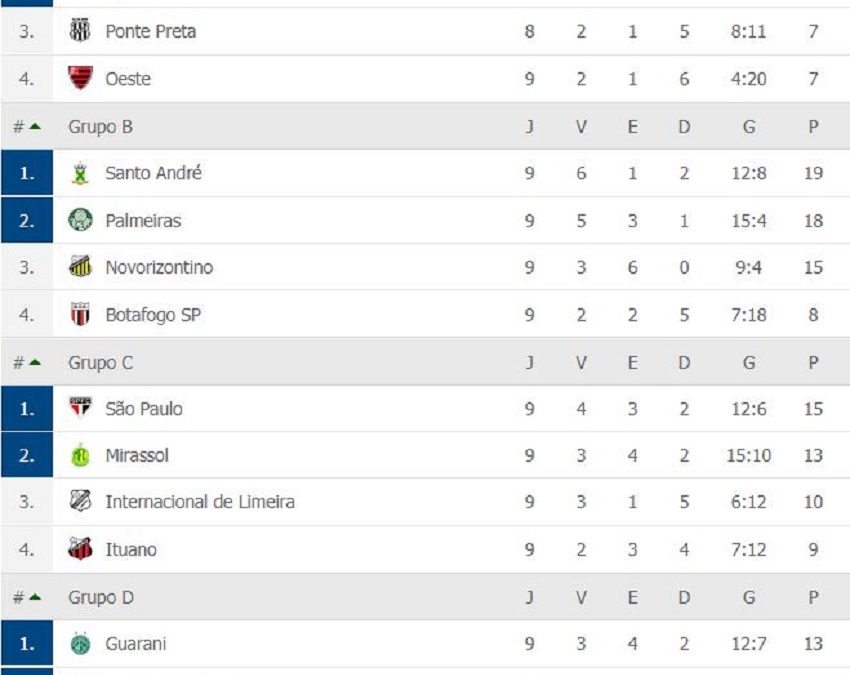 3. Ponte Preta 8 2 1 5 8:11 7
4. Oeste 9 2 1 6 4:20 7
# Grupo B J V E D G P
1. Santo André 9 6 1 2 12:8 19
2. Palmeiras 9 5 3 1 15:4 18
3. Novorizontino 9 3 6 0 9:4 15
4. Botafogo SP 9 2 2 5 7:18 8
# Grupo C J V E D G P
1. São Paulo 9 4 3 2 12:6 15
2. Mirassol 9 3 4 2 15:10 13
3. Internacional de Limeira 9 3 1 5 6:12 10
4. Ituano 9 2 3 4 7:12 9
# Grupo D J V E D G P
1. Guarani 9 3 4 2 12:7 13